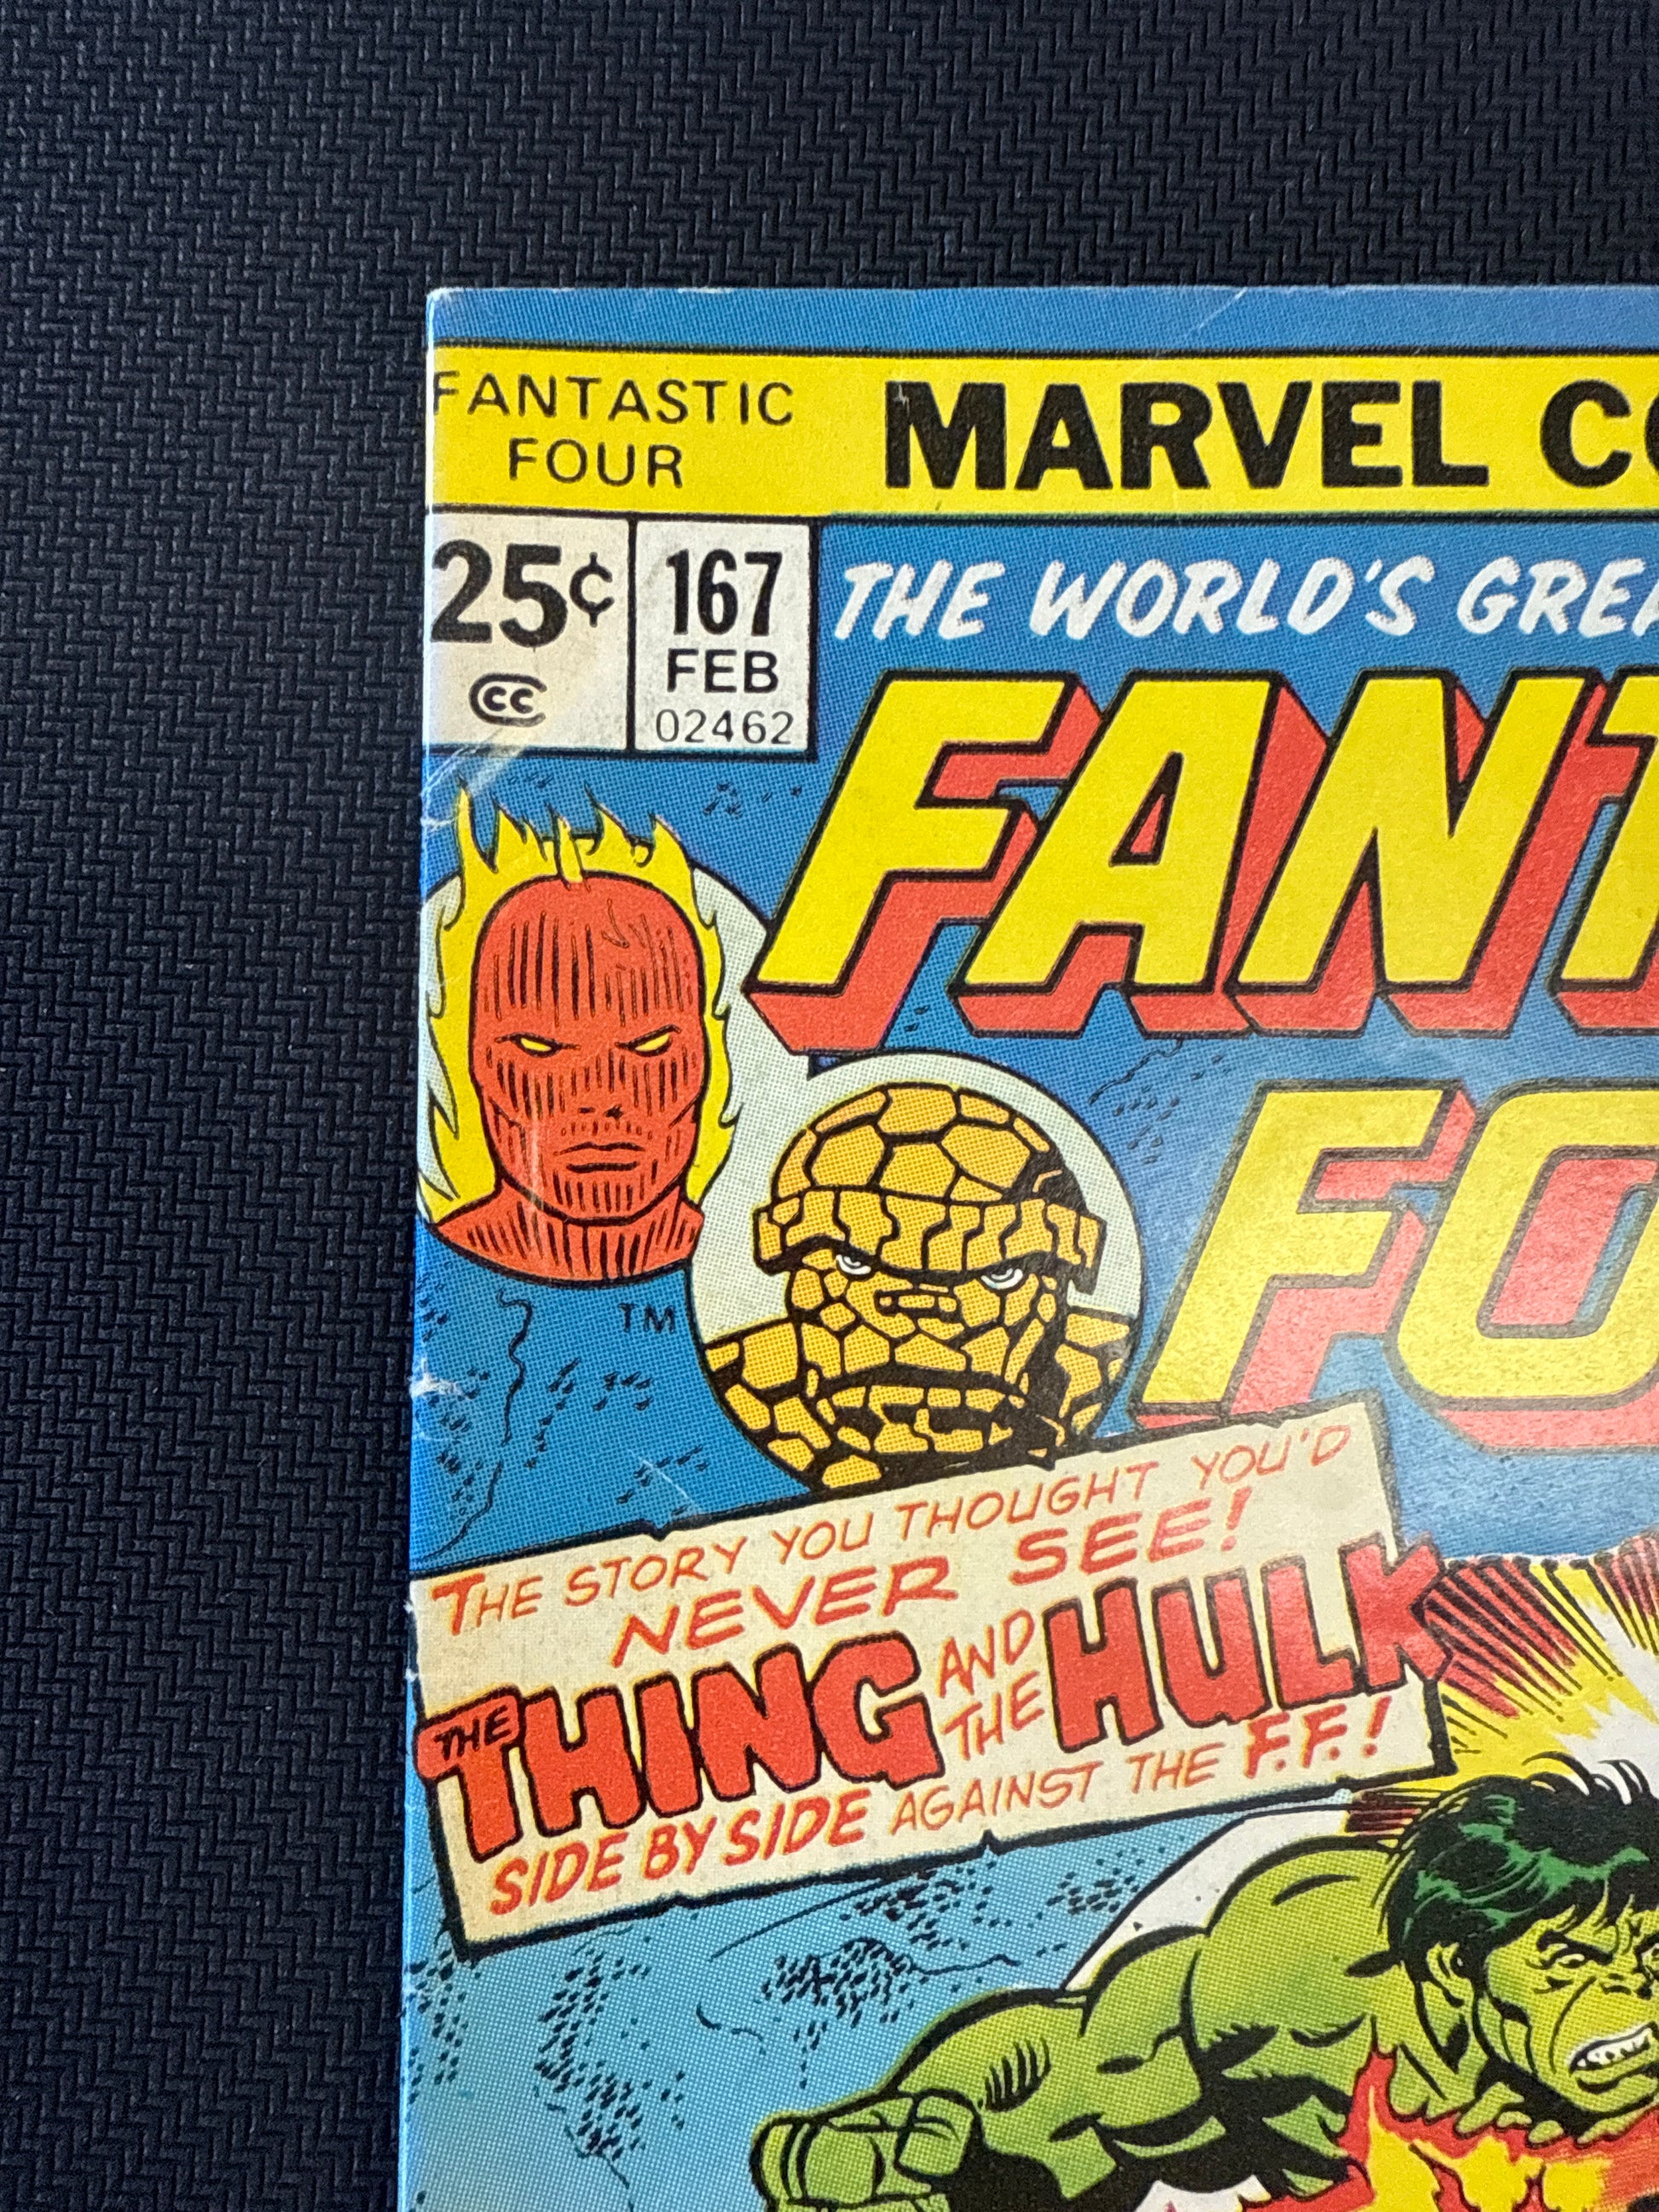 FANTASTIC
FOUR
MARVEL CO
25¢
CC
167
FEB
02462
THE WORLD'S GREA
FANT
FO
TM
THE STORY YOU THOUGHT YOU'D
NEVER SEE!
THE THING AND THE HULK
SIDE BY SIDE AGAINST THE F.F.!